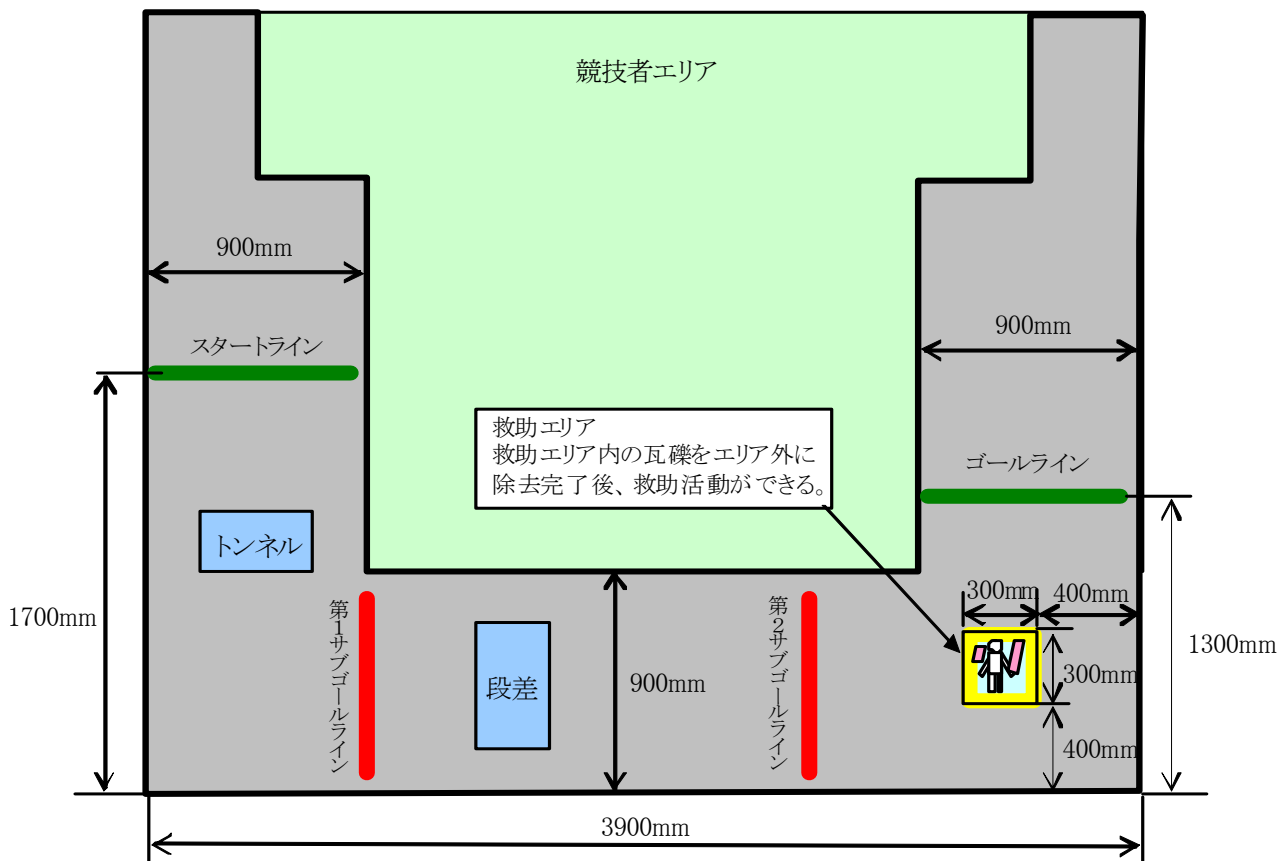 競技者エリア
900mm
スタートライン
900mm
救助エリア
救助エリア内の瓦礫をエリア外に
除去完了後、救助活動ができる。
ゴールライン
トンネル
第1サブゴールライン
段差
900mm
第2サブゴールライン
300mm
400mm
300mm
400mm
1700mm
1300mm
3900mm